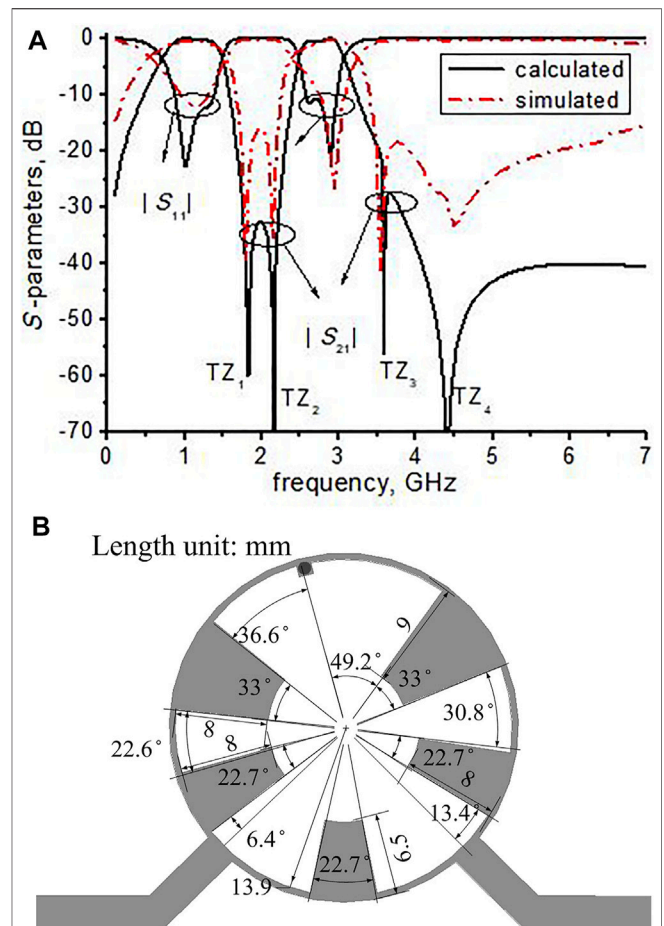 A
0
-10
-20
-30
-40
-50
-60
-70
S-parameters, dB
calculated
simulated
| S11|
| S21|
TZ1
TZ2
TZ3
TZ4
0 1 2 3 4 5 6 7
frequency, GHz
B
Length unit: mm
36.6°
49.2°
9
33°
33°
30.8°
22.6°
8
8
22.7°
22.7°
8
13.4°
6.4°
13.9
22.7°
6.5